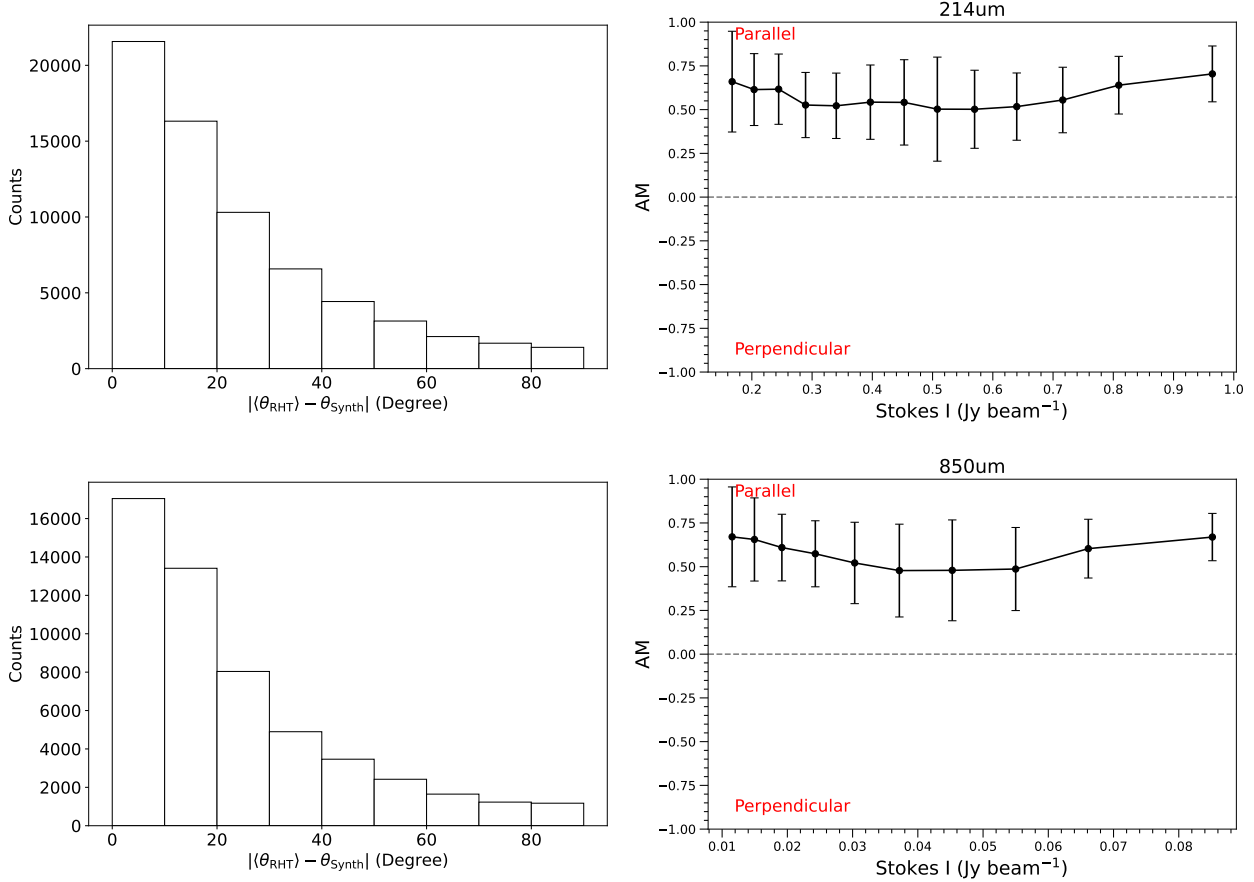 20000
15000
10000
5000
0
Counts
0 20 40 60 80
|⟨θRHT⟩ − θSynth| (Degree)
214um
Parallel
1.00
0.75
0.50
0.25
0.00
−0.25
−0.50
−0.75
−1.00
AM
Perpendicular
0.2 0.3 0.4 0.5 0.6 0.7 0.8 0.9 1.0
Stokes I (Jy beam⁻¹)
16000
14000
12000
10000
8000
6000
4000
2000
0
Counts
0 20 40 60 80
|⟨θRHT⟩ − θSynth| (Degree)
850um
Parallel
1.00
0.75
0.50
0.25
0.00
−0.25
−0.50
−0.75
−1.00
AM
Perpendicular
0.01 0.02 0.03 0.04 0.05 0.06 0.07 0.08
Stokes I (Jy beam⁻¹)